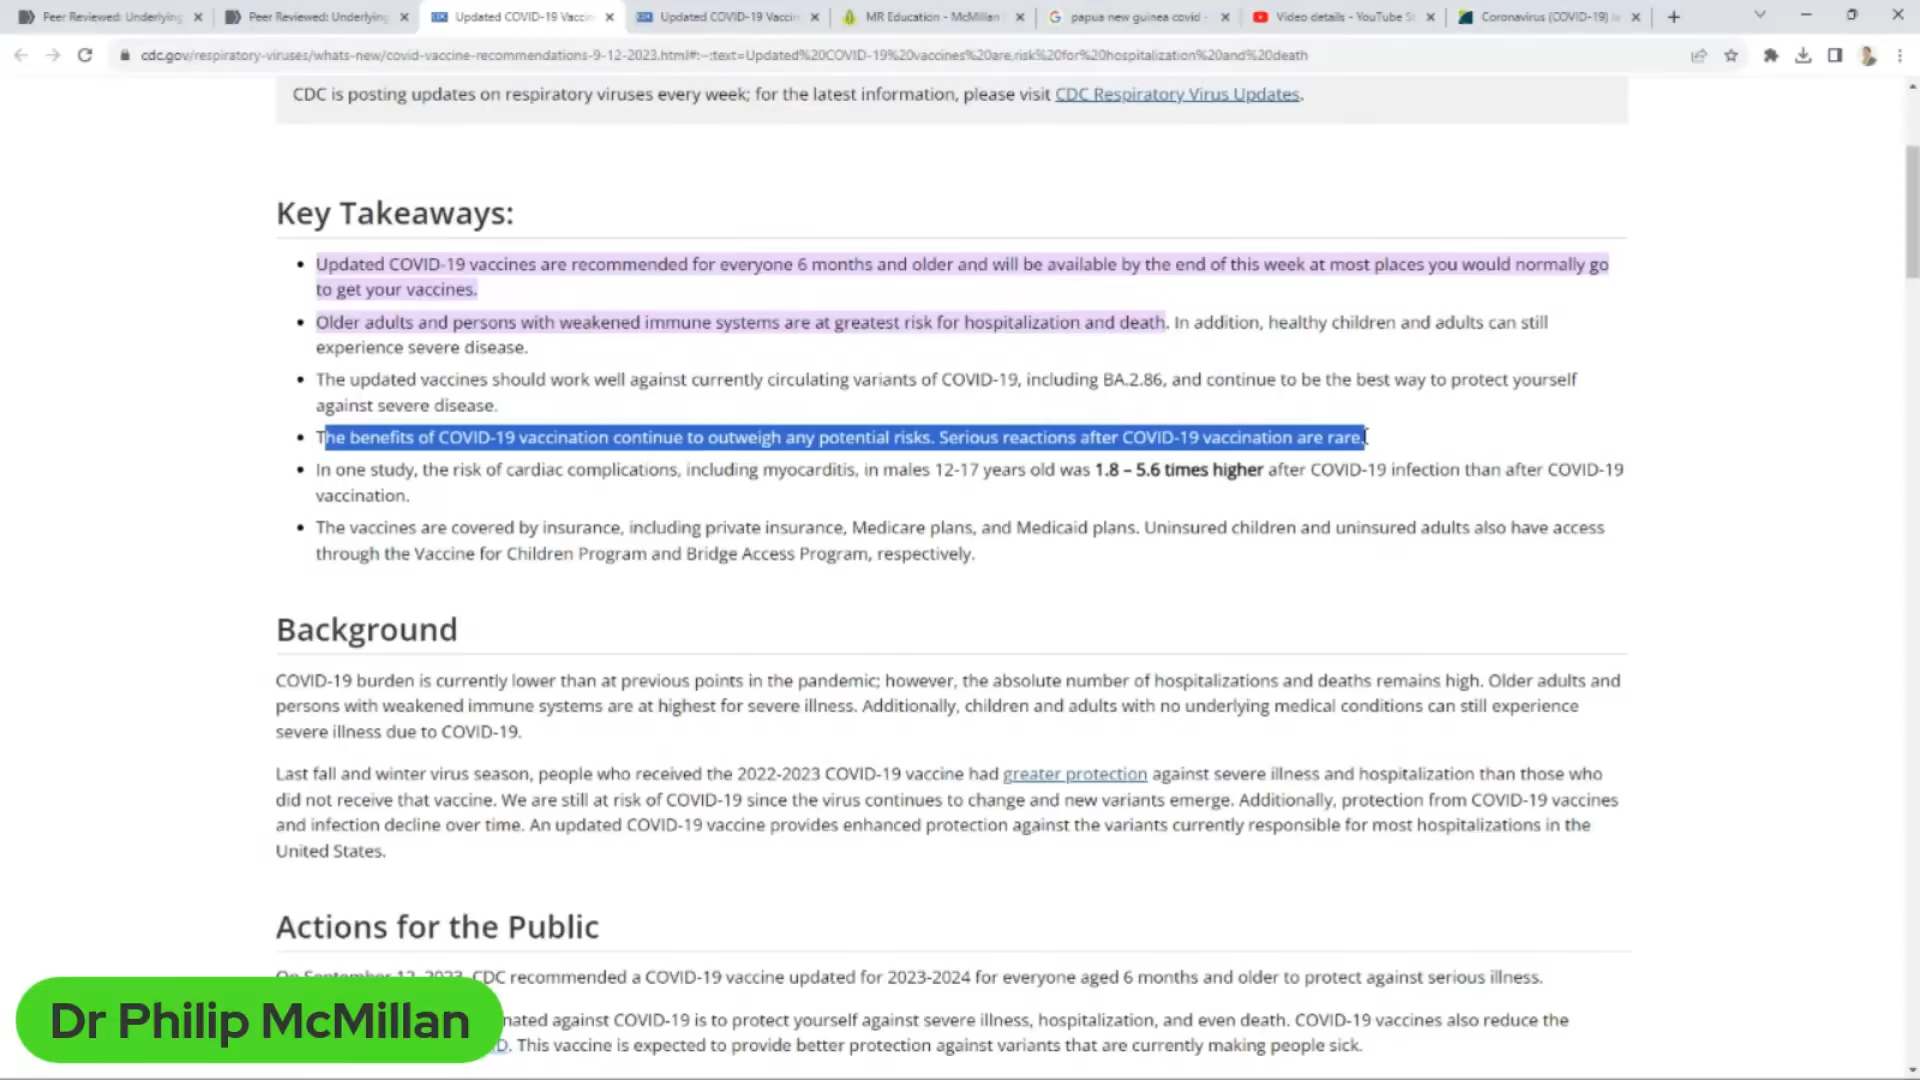 Peer Reviewed: Underlying
Peer Reviewed: Underlying
Updated COVID-19 Vaccin
Updated COVID-19 Vaccin
MR Education - McMillan
papua new guinea covid -
Video details - YouTube S
Coronavirus (COVID-19)
cdc.gov/respiratory-viruses/whats-new/covid-vaccine-recommendations-9-12-2023.html#:~:text=Updated%20COVID-19%20vaccines%20are,risk%20for%20hospitalization%20and%20death
CDC is posting updates on respiratory viruses every week; for the latest information, please visit CDC Respiratory Virus Updates.
Key Takeaways:
• Updated COVID-19 vaccines are recommended for everyone 6 months and older and will be available by the end of this week at most places you would normally go
to get your vaccines.
• Older adults and persons with weakened immune systems are at greatest risk for hospitalization and death. In addition, healthy children and adults can still
experience severe disease.
• The updated vaccines should work well against currently circulating variants of COVID-19, including BA.2.86, and continue to be the best way to protect yourself
against severe disease.
• The benefits of COVID-19 vaccination continue to outweigh any potential risks. Serious reactions after COVID-19 vaccination are rare.
• In one study, the risk of cardiac complications, including myocarditis, in males 12-17 years old was 1.8 – 5.6 times higher after COVID-19 infection than after COVID-19
vaccination.
• The vaccines are covered by insurance, including private insurance, Medicare plans, and Medicaid plans. Uninsured children and uninsured adults also have access
through the Vaccine for Children Program and Bridge Access Program, respectively.
Background
COVID-19 burden is currently lower than at previous points in the pandemic; however, the absolute number of hospitalizations and deaths remains high. Older adults and
persons with weakened immune systems are at highest for severe illness. Additionally, children and adults with no underlying medical conditions can still experience
severe illness due to COVID-19.
Last fall and winter virus season, people who received the 2022-2023 COVID-19 vaccine had greater protection against severe illness and hospitalization than those who
did not receive that vaccine. We are still at risk of COVID-19 since the virus continues to change and new variants emerge. Additionally, protection from COVID-19 vaccines
and infection decline over time. An updated COVID-19 vaccine provides enhanced protection against the variants currently responsible for most hospitalizations in the
United States.
Actions for the Public
On September 12, 2023, CDC recommended a COVID-19 vaccine updated for 2023-2024 for everyone aged 6 months and older to protect against serious illness.
nated against COVID-19 is to protect yourself against severe illness, hospitalization, and even death. COVID-19 vaccines also reduce the
D. This vaccine is expected to provide better protection against variants that are currently making people sick.
Dr Philip McMillan